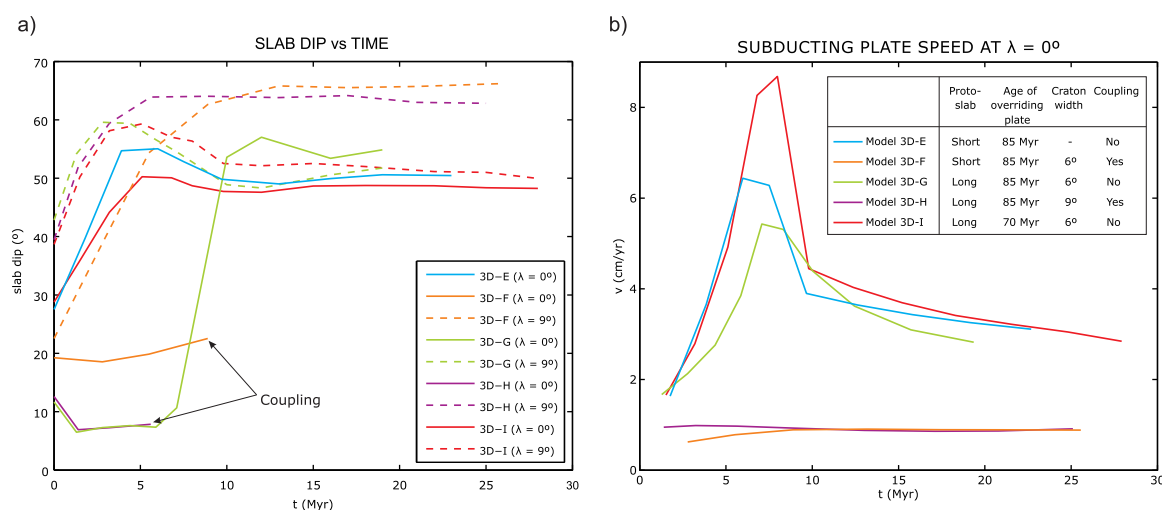 a)
SLAB DIP vs TIME
70
60
50
40
30
20
10
0
slab dip (º)
0 5 10 15 20 25 30
t (Myr)
Coupling
3D−E (λ = 0º)
3D−F (λ = 0º)
3D−F (λ = 9º)
3D−G (λ = 0º)
3D−G (λ = 9º)
3D−H (λ = 0º)
3D−H (λ = 9º)
3D−I (λ = 0º)
3D−I (λ = 9º)
b)
SUBDUCTING PLATE SPEED AT λ = 0º
8
6
4
2
0
v (cm/yr)
0 5 10 15 20 25 30
t (Myr)
Proto- Age of Craton Coupling
slab overriding width
plate
Model 3D-E Short 85 Myr - No
Model 3D-F Short 85 Myr 6º Yes
Model 3D-G Long 85 Myr 6º No
Model 3D-H Long 85 Myr 9º Yes
Model 3D-I Long 70 Myr 6º No